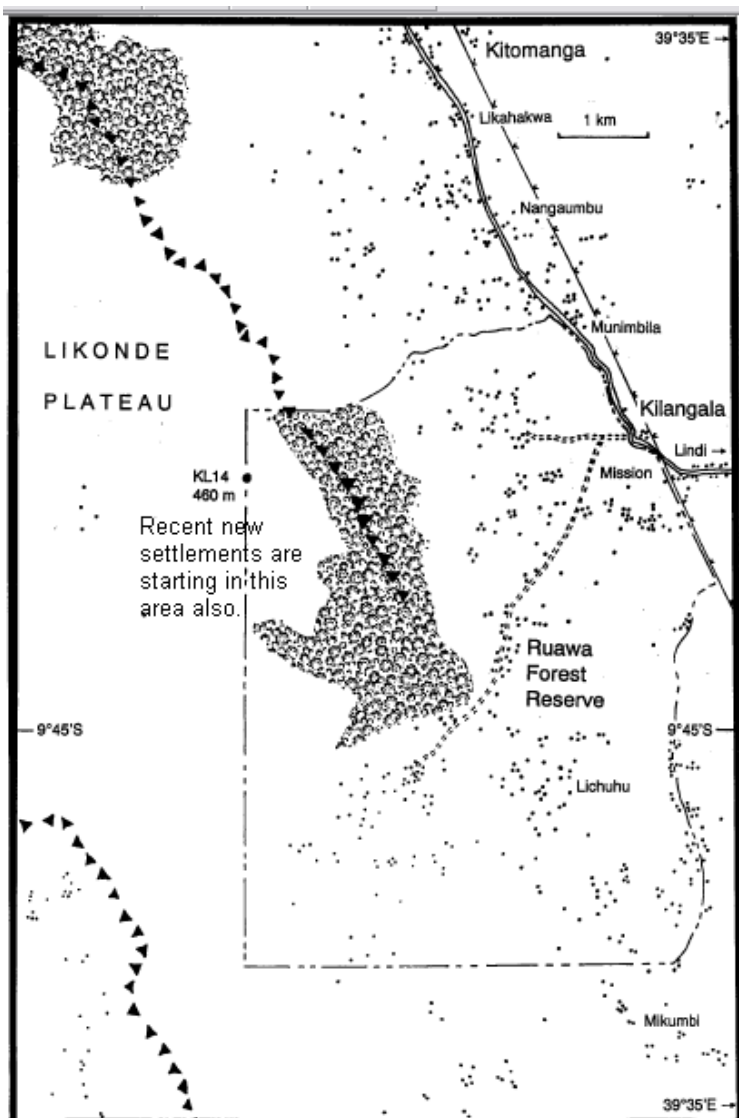 Kitomanga
39°35'E
Likahakwa
1 km
Nangaumbu
Munimbila
LIKONDE
PLATEAU
Kilangala
Lindi
Mission
KL14
460 m
Recent new
settlements are
starting in this
area also.
Ruawa
Forest
Reserve
9°45'S
9°45'S
Lichuhu
Mikumbi
39°35'E